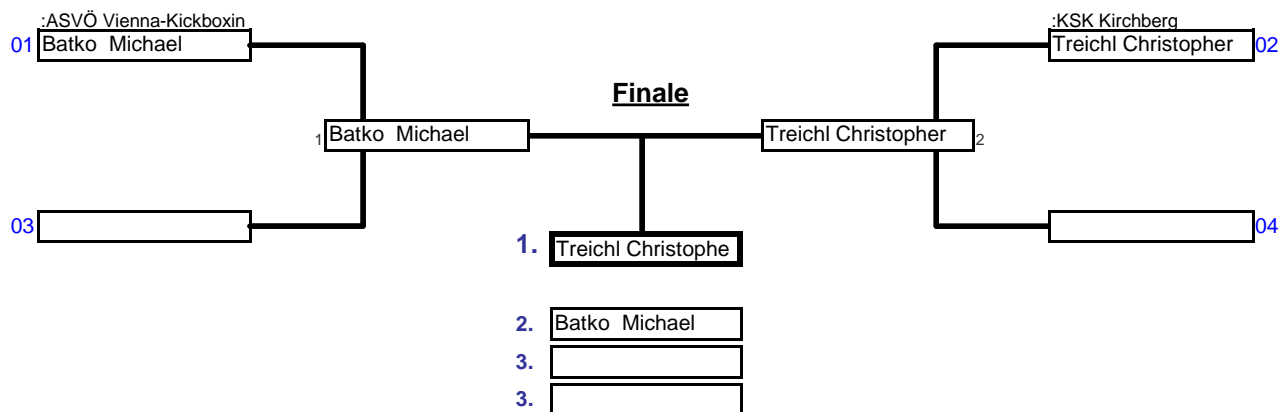 :ASVÖ Vienna-Kickboxin
:KSK Kirchberg
01 Batko Michael
Treichl Christopher 02
Finale
1 Batko Michael
Treichl Christopher 2
03
04
1. Treichl Christophe
2. Batko Michael
3.
3.